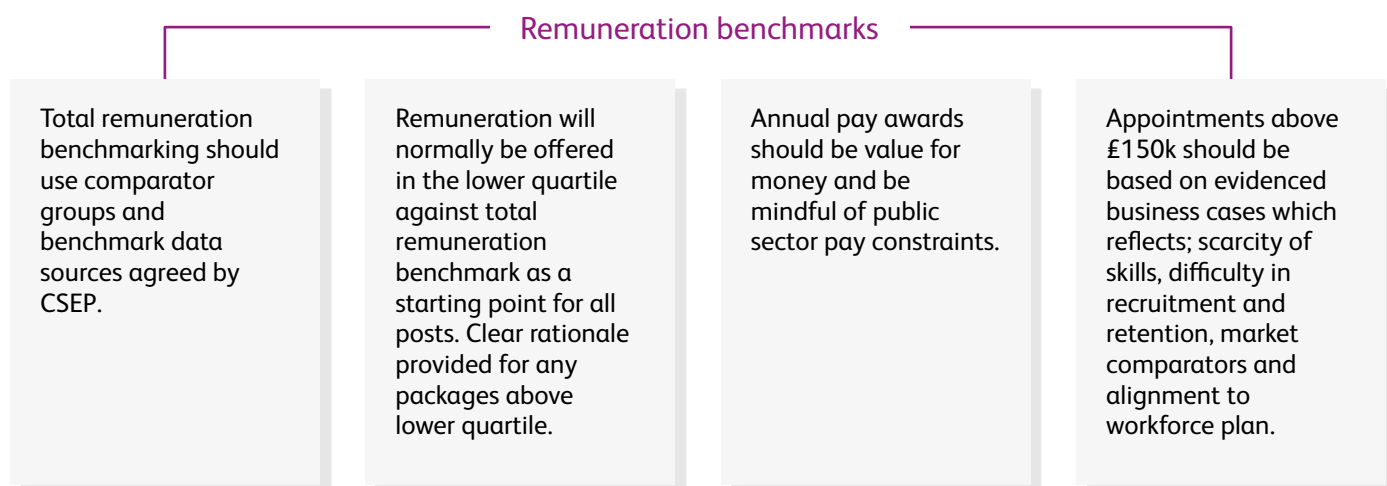 Remuneration benchmarks
Total remuneration
benchmarking should
use comparator
groups and
benchmark data
sources agreed by
CSEP.
Remuneration will
normally be offered
in the lower quartile
against total
remuneration
benchmark as a
starting point for all
posts. Clear rationale
provided for any
packages above
lower quartile.
Annual pay awards
should be value for
money and be
mindful of public
sector pay constraints.
Appointments above
£150k should be
based on evidenced
business cases which
reflects; scarcity of
skills, difficulty in
recruitment and
retention, market
comparators and
alignment to
workforce plan.